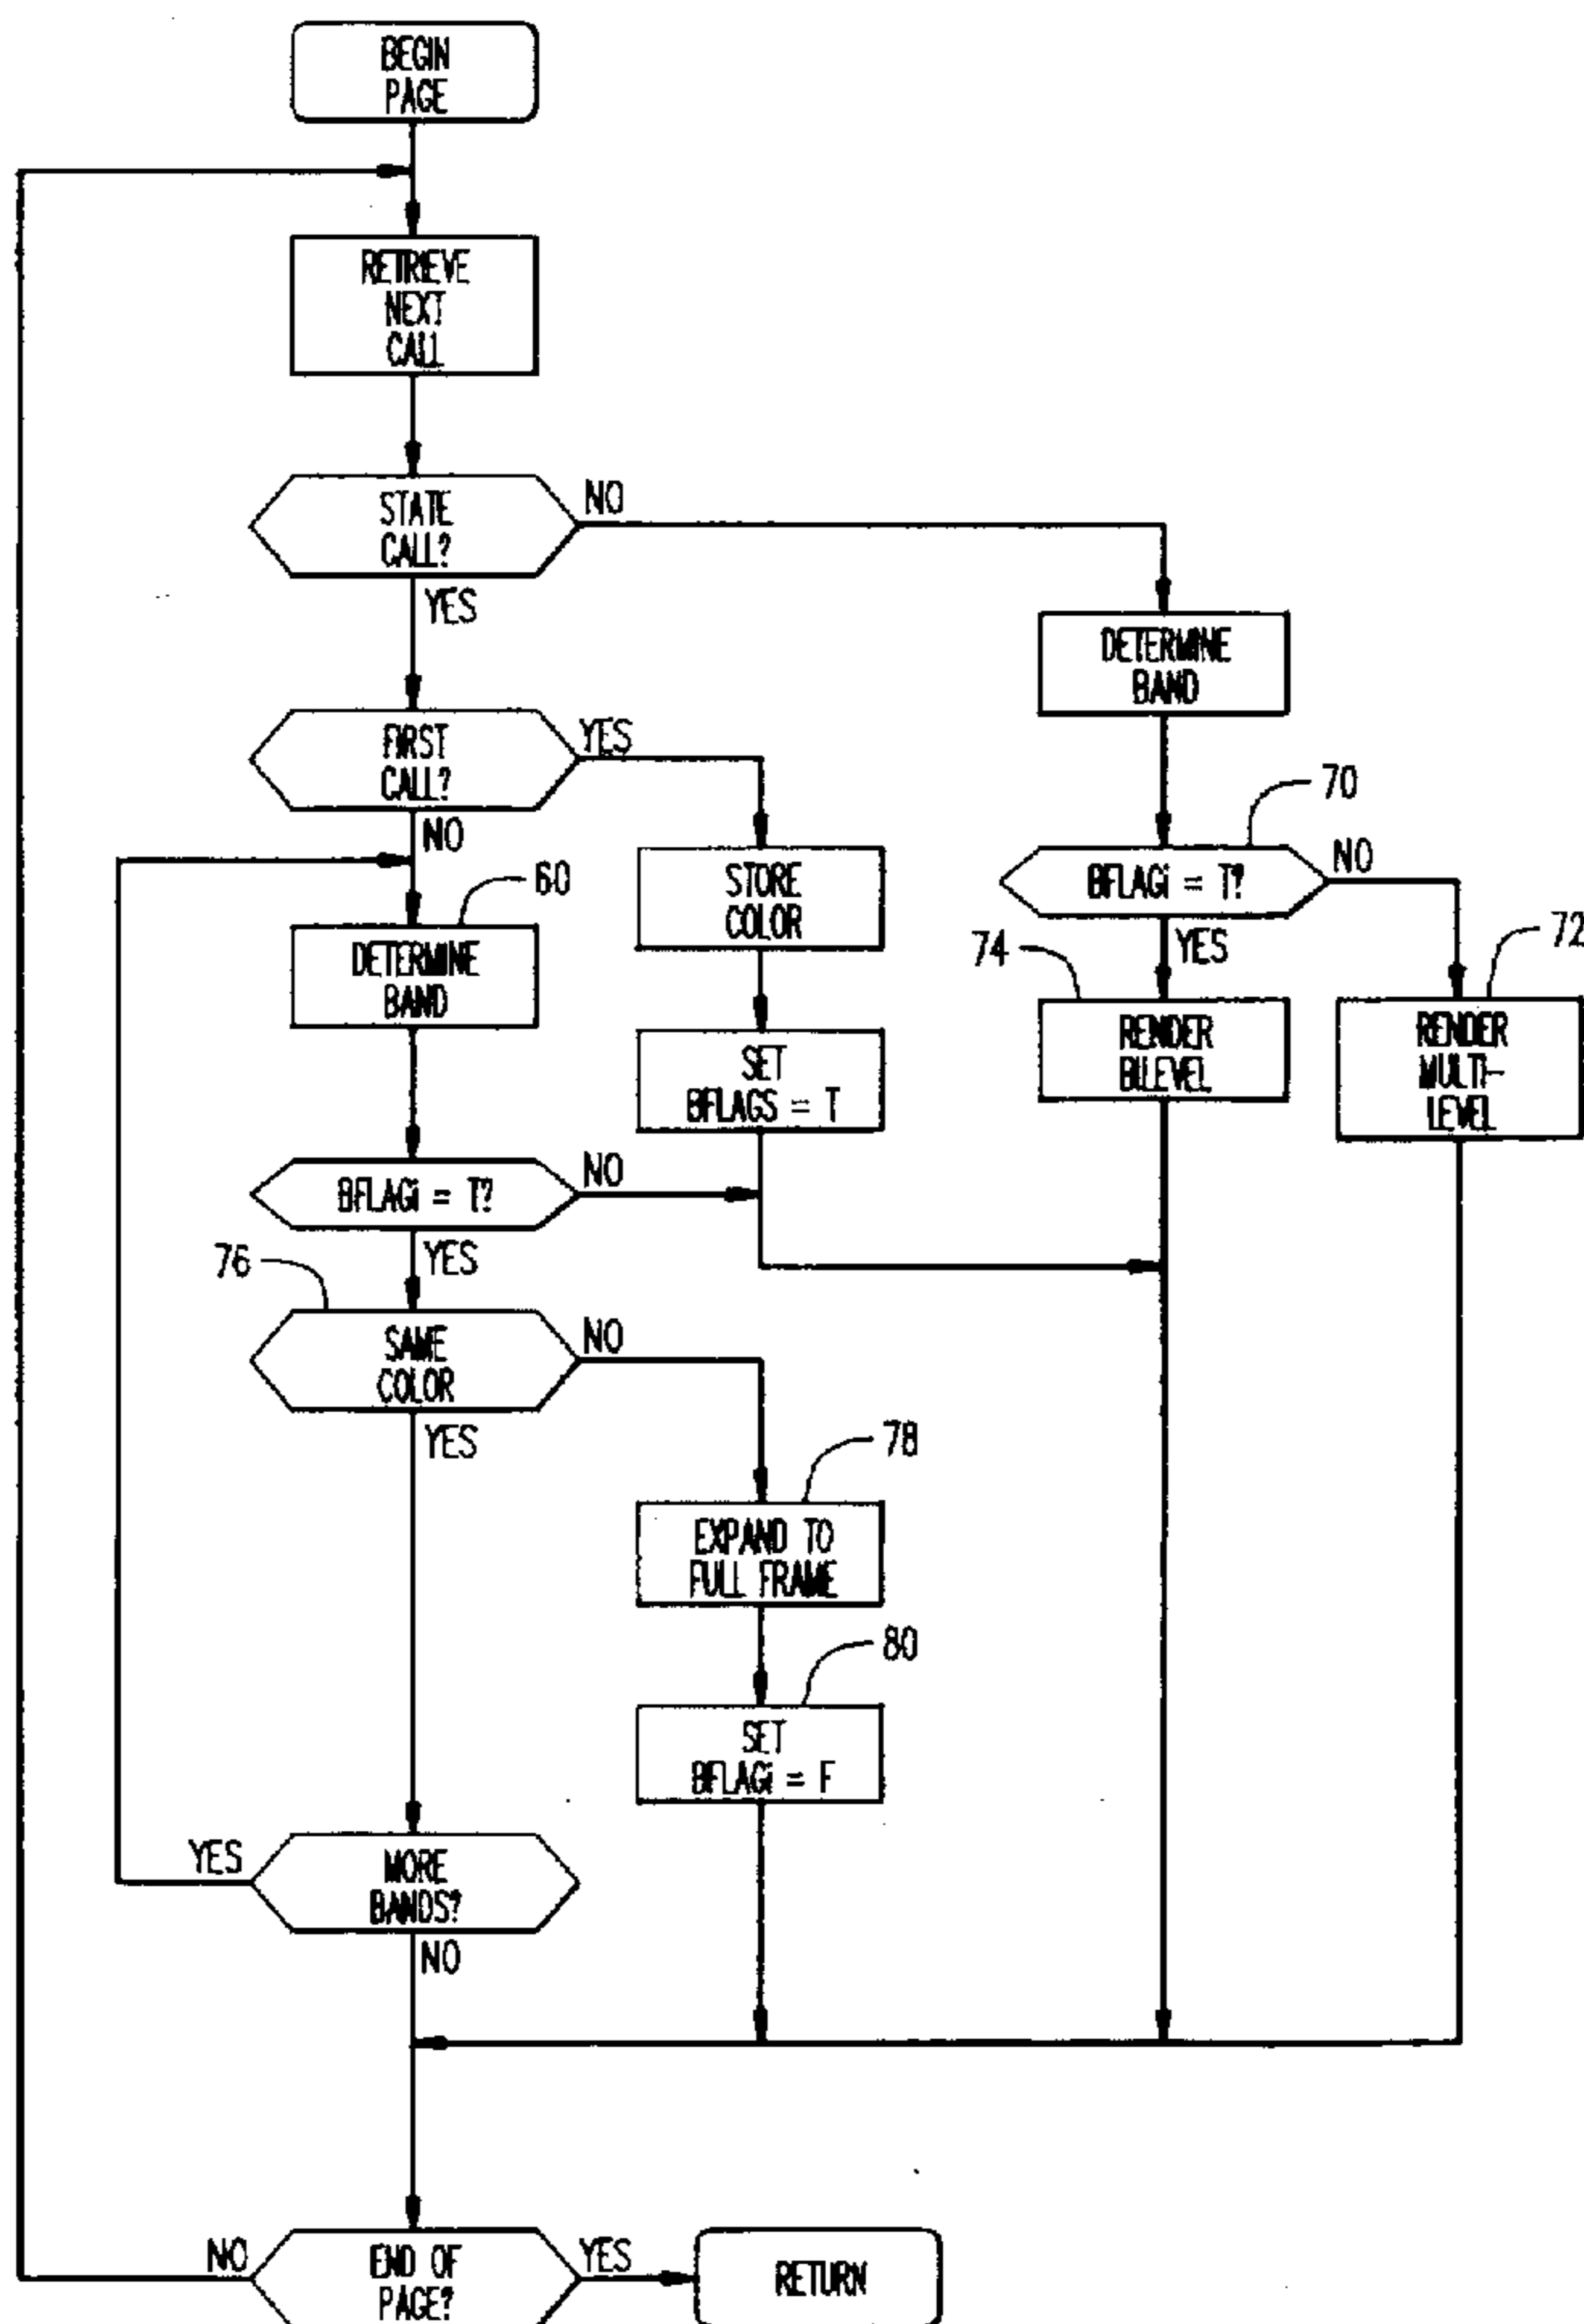 BEGIN
PAGE
RETRIEVE
NEXT
CALL
STATE
CALL?
NO
YES
DETERMINE
BAND
FIRST
CALL?
YES
NO
STORE
COLOR
70
BFLAGi = T?
NO
YES
60
DETERMINE
BAND
SET
BFLAGS = T
74
RENDER
BILEVEL
72
RENDER
MULTI-
LEVEL
BFLAGi = T?
NO
YES
76
SAME
COLOR
NO
YES
78
EXPAND TO
FULL FRAME
80
SET
BFLAGi = F
YES
MORE
BANDS?
NO
NO
END OF
PAGE?
YES
RETURN